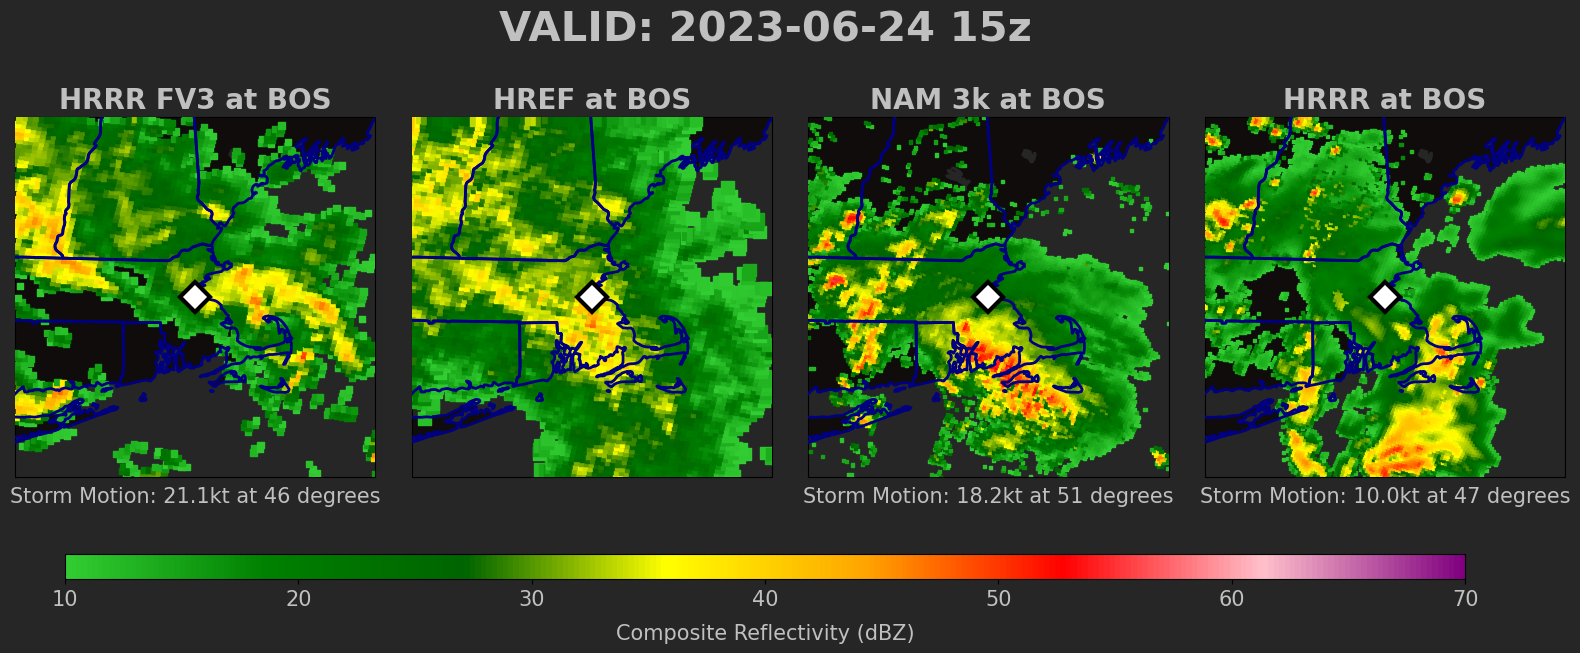 VALID: 2023-06-24 15z
HRRR FV3 at BOS
HREF at BOS
NAM 3k at BOS
HRRR at BOS
Storm Motion: 21.1kt at 46 degrees
Storm Motion: 18.2kt at 51 degrees
Storm Motion: 10.0kt at 47 degrees
10 20 30 40 50 60 70
Composite Reflectivity (dBZ)